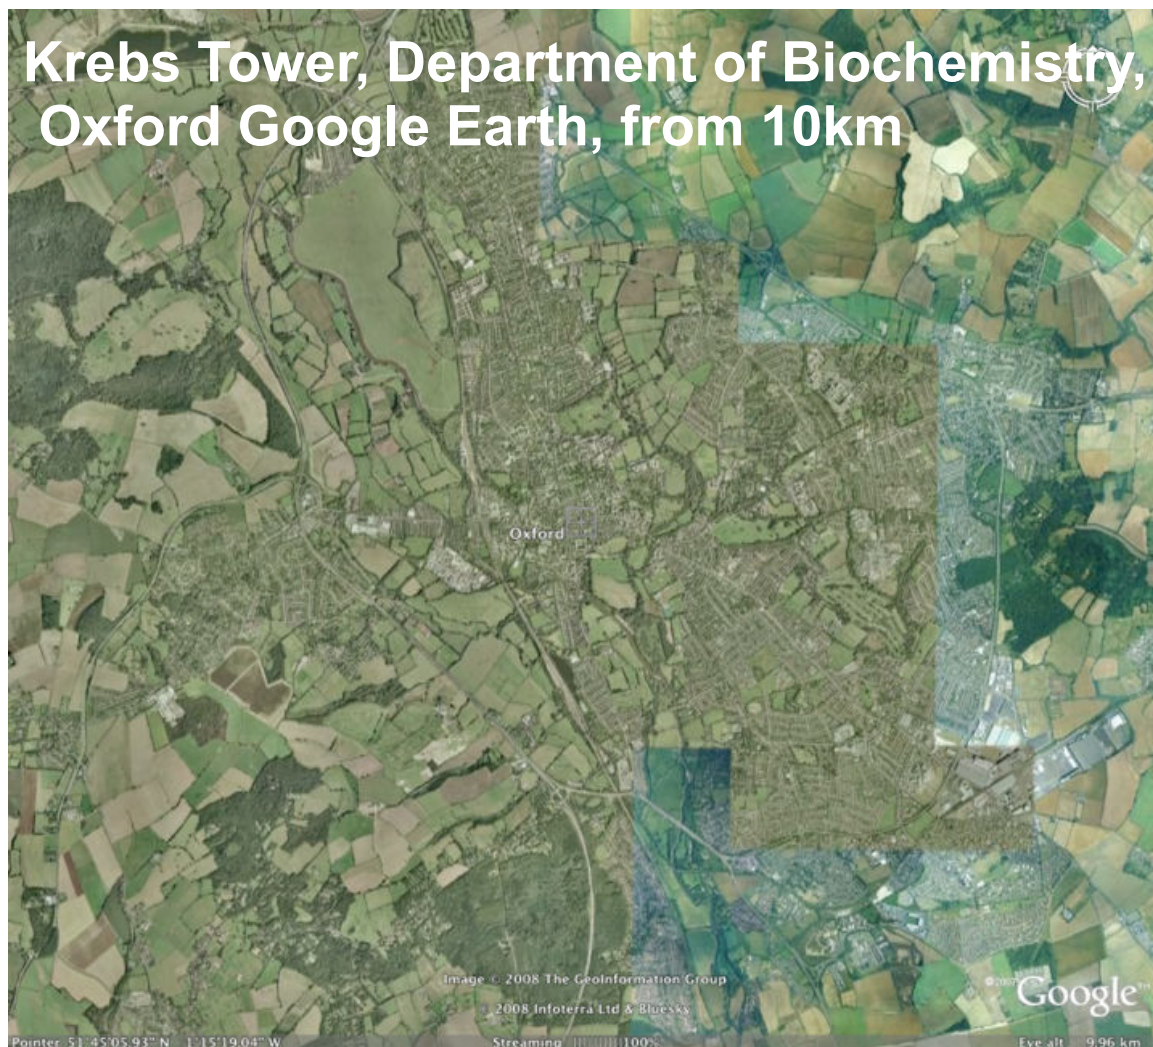 Krebs Tower, Department of Biochemistry,
Oxford Google Earth, from 10km
Oxford
Image © 2008 The GeoInformation Group
© 2008 Infoterra Ltd & Bluesky
Google™
Pointer 51°45'05.93" N 1°15'19.04" W Streaming ||||||||| 100% Eye alt 9.96 km